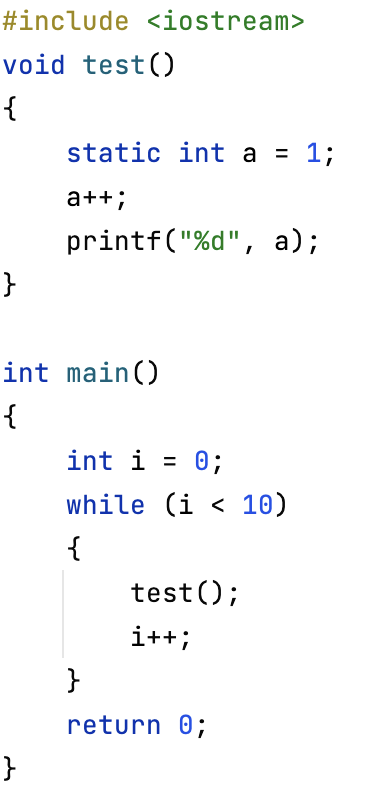 #include <iostream>
void test()
{
    static int a = 1;
    a++;
    printf("%d", a);
}

int main()
{
    int i = 0;
    while (i < 10)
    {
        test();
        i++;
    }
    return 0;
}